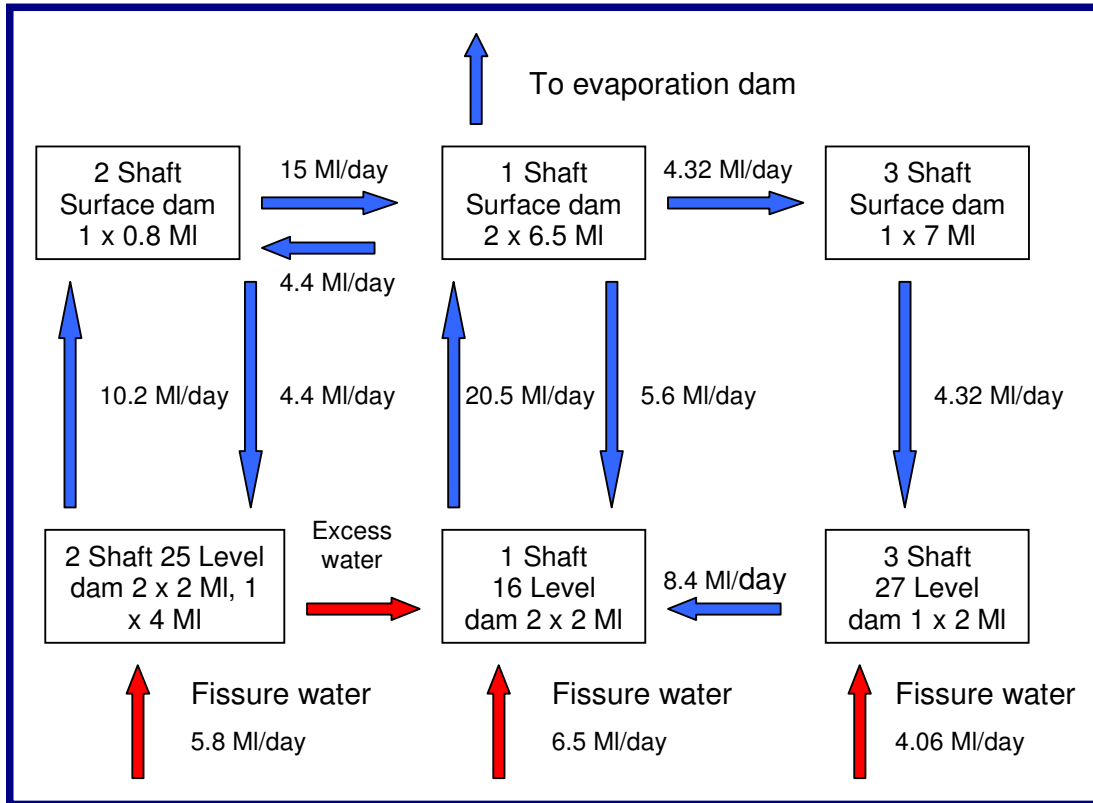 To evaporation dam
2 Shaft
Surface dam
1 x 0.8 Ml
15 Ml/day
4.4 Ml/day
1 Shaft
Surface dam
2 x 6.5 Ml
4.32 Ml/day
3 Shaft
Surface dam
1 x 7 Ml
10.2 Ml/day
4.4 Ml/day
20.5 Ml/day
5.6 Ml/day
4.32 Ml/day
2 Shaft 25 Level
dam 2 x 2 Ml, 1
x 4 Ml
Excess
water
1 Shaft
16 Level
dam 2 x 2 Ml
8.4 Ml/day
3 Shaft
27 Level
dam 1 x 2 Ml
Fissure water
5.8 Ml/day
Fissure water
6.5 Ml/day
Fissure water
4.06 Ml/day